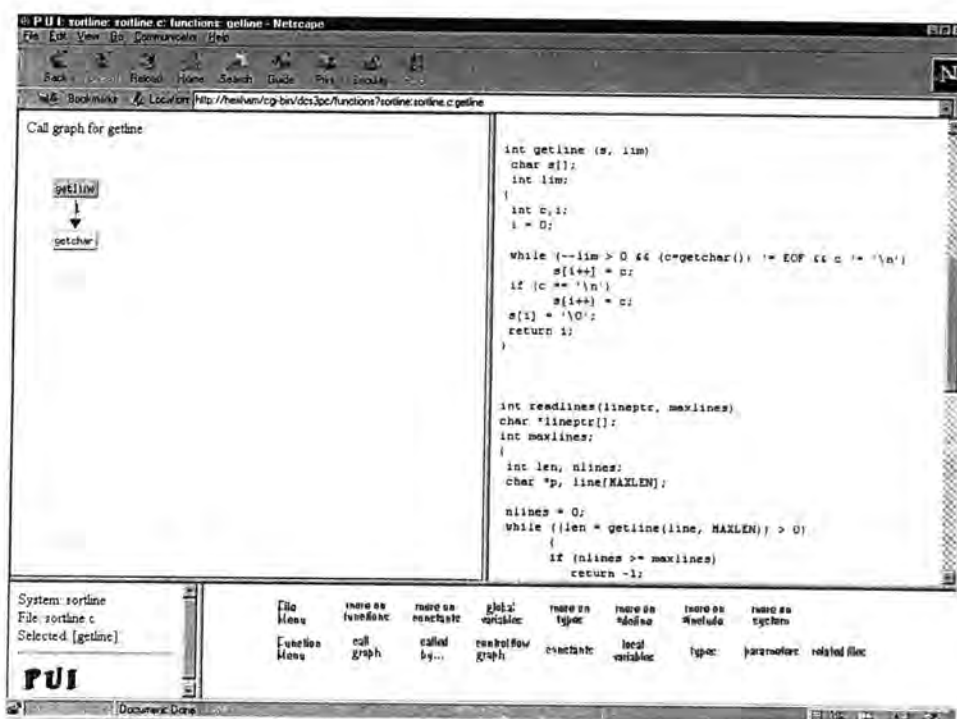 P U I: sortline: sortline.c: functions: getline - Netscape
File Edit View Go Communicator Help
Back Reload Home Search Guide Print Security
Bookmarks Location: http://hexham/cgi-bin/dcs3pc/functions?sortline:sortline.c:getline
N
Call graph for getline
getline
getchar
int getline (s, lim)
char s[];
int lim;
{
int c,i;
i = 0;
while (--lim > 0 && (c=getchar()) != EOF && c != '\n')
s[i++] = c;
if (c == '\n')
s[i++] = c;
s[i] = '\0';
return i;
}
int readlines(lineptr, maxlines)
char *lineptr[];
int maxlines;
{
int len, nlines;
char *p, line[MAXLEN];
nlines = 0;
while ((len = getline(line, MAXLEN)) > 0)
{
if (nlines >= maxlines)
return -1;
System: sortline
File: sortline.c
Selected: [getline]
PUI
File Menu
more on functions
more on constants
global variables
more on types
more on #define
more on #include
more on system
Function Menu
call graph
called by...
control flow graph
constants
local variables
types
parameters
related files
Document: Done